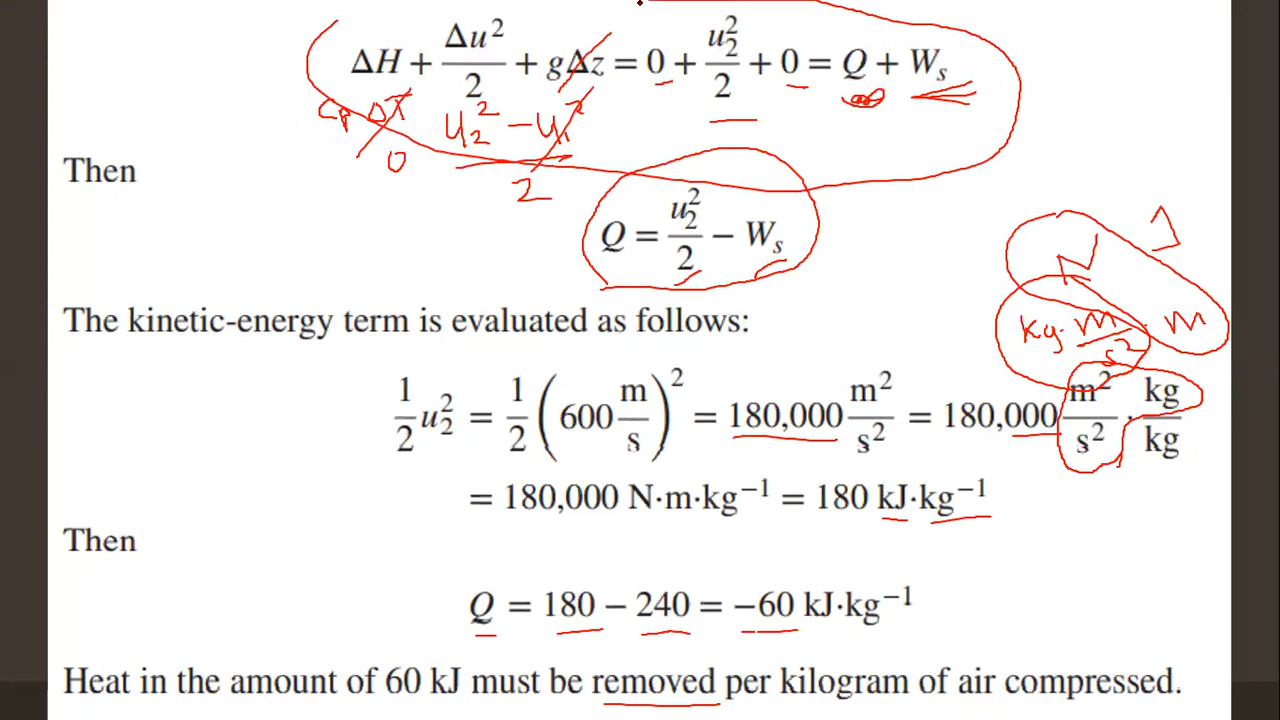 ΔH + Δu²/2 + gΔz = 0 + u₂²/2 + 0 = Q + Wₛ
Cp ΔT u₂² − u₁²
0 2
Then
Q = u₂²/2 − Wₛ
J
N
The kinetic-energy term is evaluated as follows:
kg· m/s² m
1/2 u₂² = 1/2 (600 m/s)² = 180,000 m²/s² = 180,000 m²/s² · kg/kg
= 180,000 N·m·kg⁻¹ = 180 kJ·kg⁻¹
Then
Q = 180 − 240 = −60 kJ·kg⁻¹
Heat in the amount of 60 kJ must be removed per kilogram of air compressed.